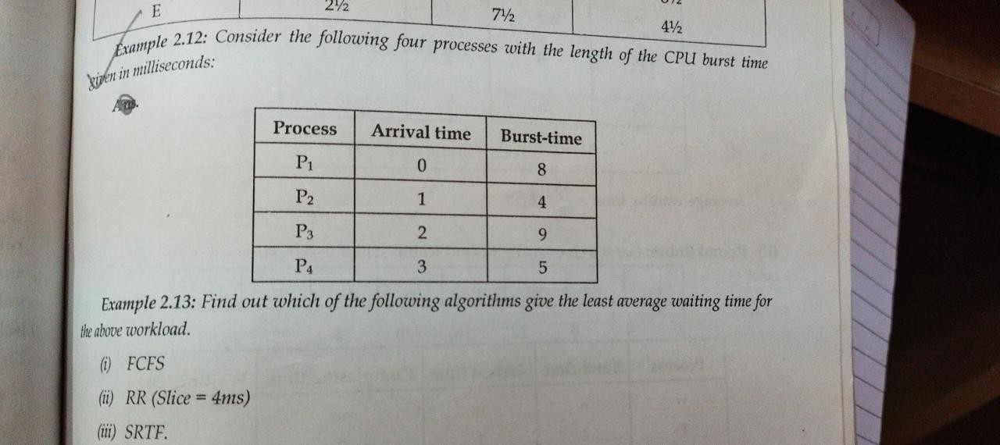 E 2½ 7½ 4½
Example 2.12: Consider the following four processes with the length of the CPU burst time
given in milliseconds:
Process Arrival time Burst-time
P₁ 0 8
P₂ 1 4
P₃ 2 9
P₄ 3 5
Example 2.13: Find out which of the following algorithms give the least average waiting time for
the above workload.
(i) FCFS
(ii) RR (Slice = 4ms)
(iii) SRTF.